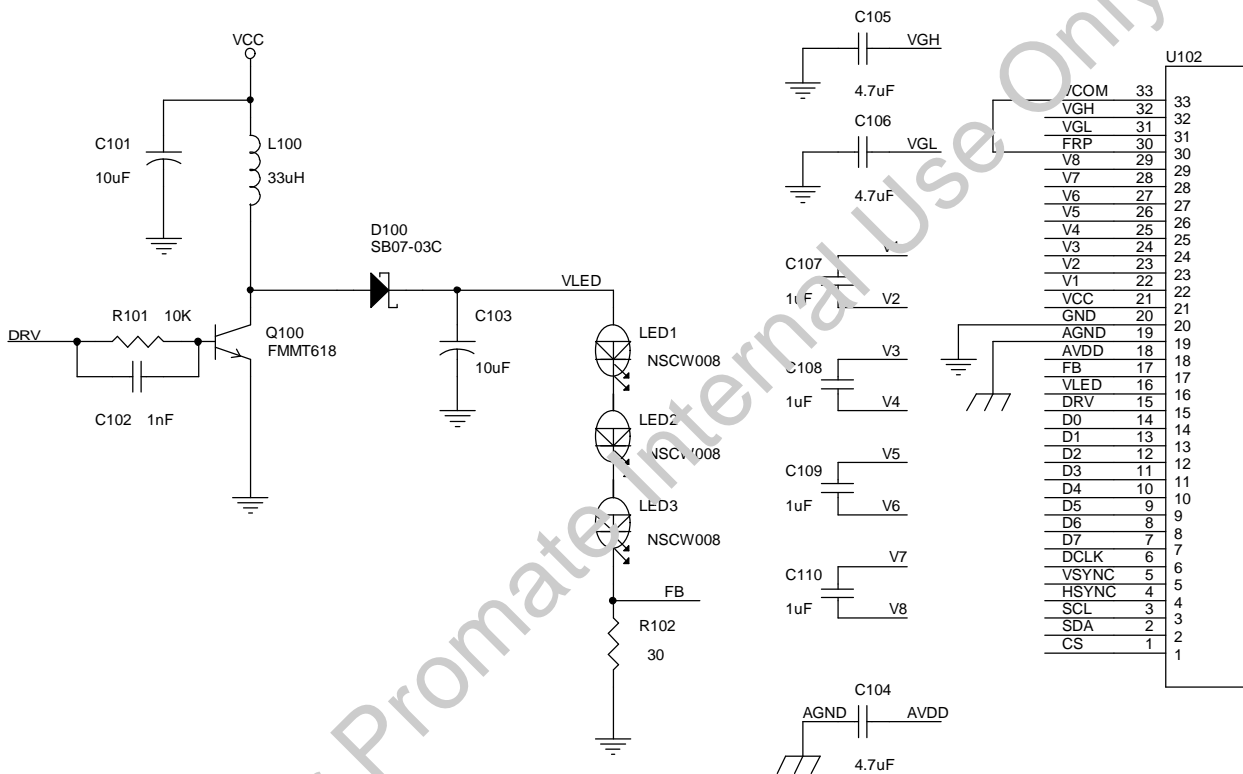 VCC
C101
10uF
L100
33uH
D100
SB07-03C
VLED
DRV
R101 10K
C102 1nF
Q100
FMMT618
C103
10uF
LED1
NSCW008
LED2
NSCW008
LED3
NSCW008
FB
R102
30
C105
VGH
4.7uF
C106
VGL
4.7uF
C107
1uF
V1
V2
C108
1uF
V3
V4
C109
1uF
V5
V6
C110
1uF
V7
V8
C104
AGND AVDD
4.7uF
U102
VCOM 33 33
VGH 32 32
VGL 31 31
FRP 30 30
V8 29 29
V7 28 28
V6 27 27
V5 26 26
V4 25 25
V3 24 24
V2 23 23
V1 22 22
VCC 21 21
GND 20 20
AGND 19 19
AVDD 18 18
FB 17 17
VLED 16 16
DRV 15 15
D0 14 14
D1 13 13
D2 12 12
D3 11 11
D4 10 10
D5 9 9
D6 8 8
D7 7 7
DCLK 6 6
VSYNC 5 5
HSYNC 4 4
SCL 3 3
SDA 2 2
CS 1 1
Promate Internal Use Only